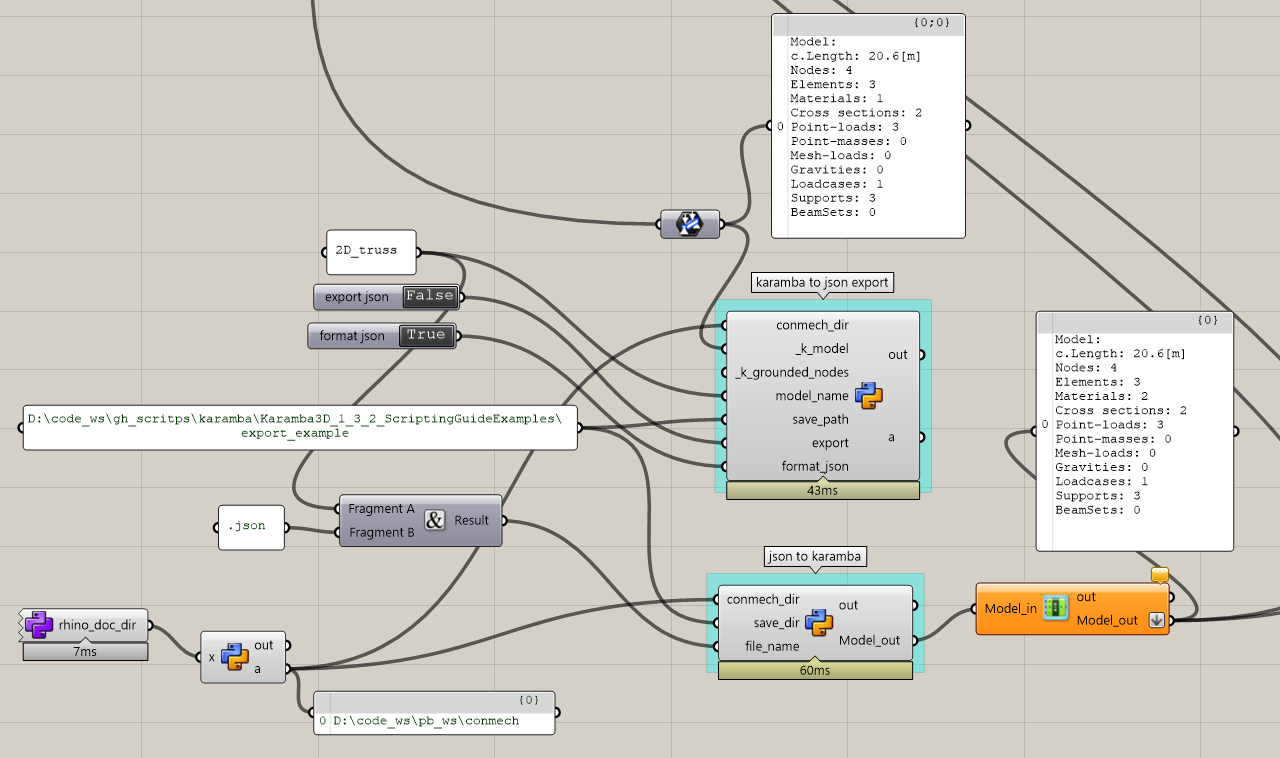 {0;0}
Model:
c.Length: 20.6[m]
Nodes: 4
Elements: 3
Materials: 1
Cross sections: 2
0 Point-loads: 3
Point-masses: 0
Mesh-loads: 0
Gravities: 0
Loadcases: 1
Supports: 3
BeamSets: 0
2D_truss
export json False
format json True
karamba to json export
conmech_dir
_k_model
out
_k_grounded_nodes
model_name
save_path
a
export
format_json
43ms
{0}
Model:
c.Length: 20.6[m]
Nodes: 4
Elements: 3
Materials: 2
Cross sections: 2
0 Point-loads: 3
Point-masses: 0
Mesh-loads: 0
Gravities: 0
Loadcases: 1
Supports: 3
BeamSets: 0
D:\code_ws\gh_scritps\karamba\Karamba3D_1_3_2_ScriptingGuideExamples\
export_example
.json
Fragment A
& Result
Fragment B
json to karamba
conmech_dir
out
save_dir
Model_out
file_name
60ms
Model_in
out
Model_out
rhino_doc_dir
7ms
x
out
a
{0}
0 D:\code_ws\pb_ws\conmech